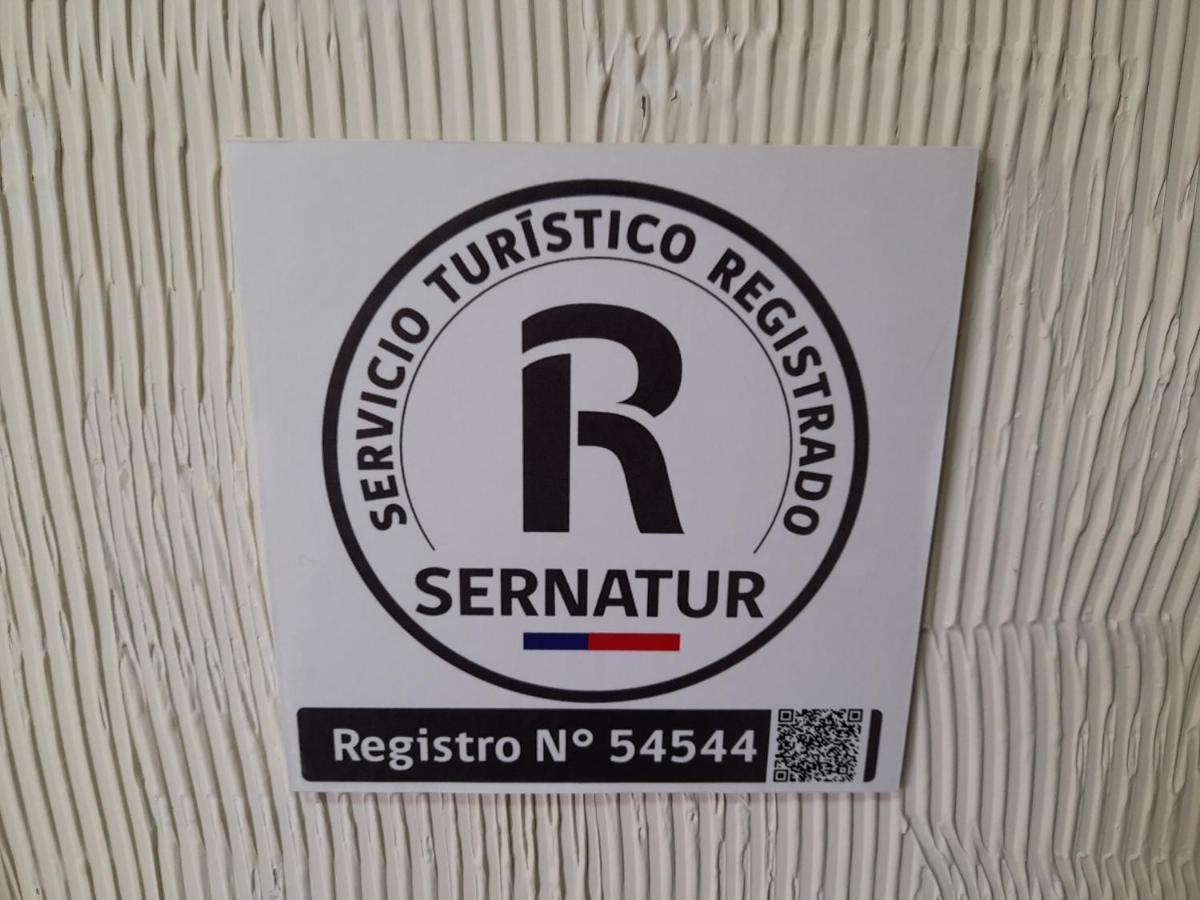 SERVICIO TURÍSTICO REGISTRADO
R
SERNATUR
Registro N° 54544